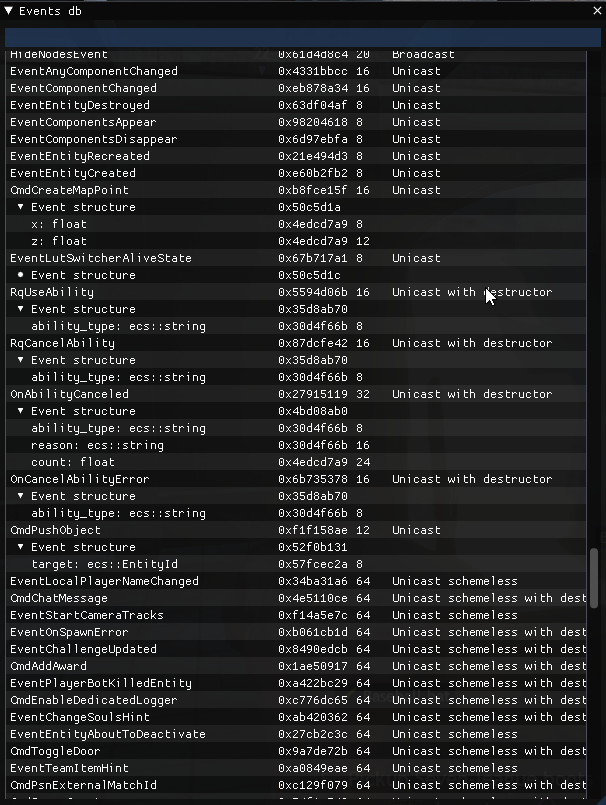 ▼ Events db ✕
HideNodesEvent 0x61d4d8c4 20 Broadcast
EventAnyComponentChanged 0x4331bbcc 16 Unicast
EventComponentChanged 0xeb878a34 16 Unicast
EventEntityDestroyed 0x63df04af 8 Unicast
EventComponentsAppear 0x98204618 8 Unicast
EventComponentsDisappear 0x6d97ebfa 8 Unicast
EventEntityRecreated 0x21e494d3 8 Unicast
EventEntityCreated 0xe60b2fb2 8 Unicast
CmdCreateMapPoint 0xb8fce15f 16 Unicast
▼ Event structure 0x50c5d1a
x: float 0x4edcd7a9 8
z: float 0x4edcd7a9 12
EventLutSwitcherAliveState 0x67b717a1 8 Unicast
● Event structure 0x50c5d1c
RqUseAbility 0x5594d06b 16 Unicast with destructor
▼ Event structure 0x35d8ab70
ability_type: ecs::string 0x30d4f66b 8
RqCancelAbility 0x87dcfe42 16 Unicast with destructor
▼ Event structure 0x35d8ab70
ability_type: ecs::string 0x30d4f66b 8
OnAbilityCanceled 0x27915119 32 Unicast with destructor
▼ Event structure 0x4bd08ab0
ability_type: ecs::string 0x30d4f66b 8
reason: ecs::string 0x30d4f66b 16
count: float 0x4edcd7a9 24
OnCancelAbilityError 0x6b735378 16 Unicast with destructor
▼ Event structure 0x35d8ab70
ability_type: ecs::string 0x30d4f66b 8
CmdPushObject 0xf1f158ae 12 Unicast
▼ Event structure 0x52f0b131
target: ecs::EntityId 0x57fcec2a 8
EventLocalPlayerNameChanged 0x34ba31a6 64 Unicast schemeless
CmdChatMessage 0x4e5110ce 64 Unicast schemeless with dest
EventStartCameraTracks 0xf14a5e7c 64 Unicast schemeless
EventOnSpawnError 0xb061cb1d 64 Unicast schemeless with dest
EventChallengeUpdated 0x8490edcb 64 Unicast schemeless with dest
CmdAddAward 0x1ae50917 64 Unicast schemeless with dest
EventPlayerBotKilledEntity 0xa422bc29 64 Unicast schemeless with dest
CmdEnableDedicatedLogger 0xc776dc65 64 Unicast schemeless with dest
EventChangeSoulsHint 0xab420362 64 Unicast schemeless with dest
EventEntityAboutToDeactivate 0x27cb2c3c 64 Unicast schemeless
CmdToggleDoor 0x9a7de72b 64 Unicast schemeless with dest
EventTeamItemHint 0xa0849eae 64 Unicast schemeless
CmdPsnExternalMatchId 0xc129f079 64 Unicast schemeless with dest